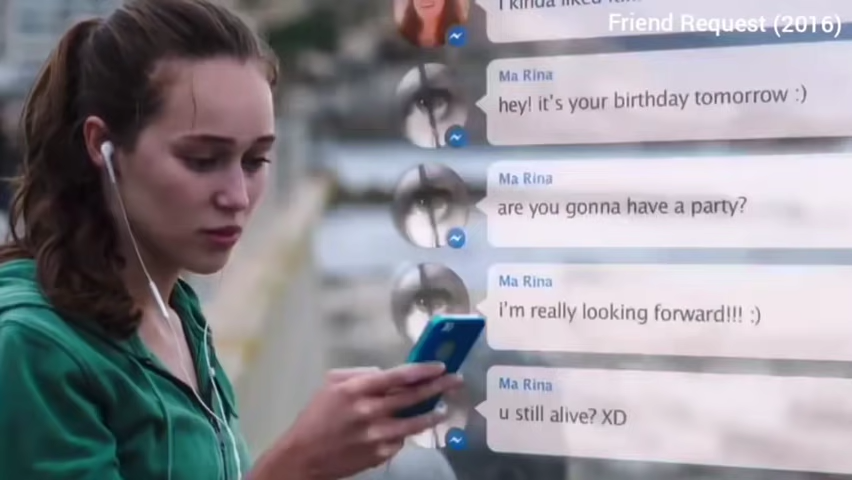 Friend Request (2016)
Ma Rina
hey! it's your birthday tomorrow :)
Ma Rina
are you gonna have a party?
Ma Rina
i'm really looking forward!!! :)
Ma Rina
u still alive? XD